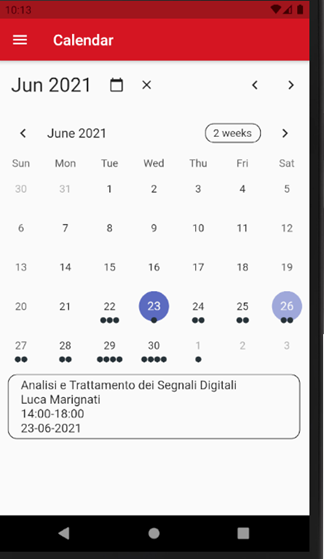 10:13
Calendar
Jun 2021
June 2021 2 weeks
Sun Mon Tue Wed Thu Fri Sat
30 31 1 2 3 4 5
6 7 8 9 10 11 12
13 14 15 16 17 18 19
20 21 22 23 24 25 26
27 28 29 30 1 2 3
Analisi e Trattamento dei Segnali Digitali
Luca Marignati
14:00-18:00
23-06-2021